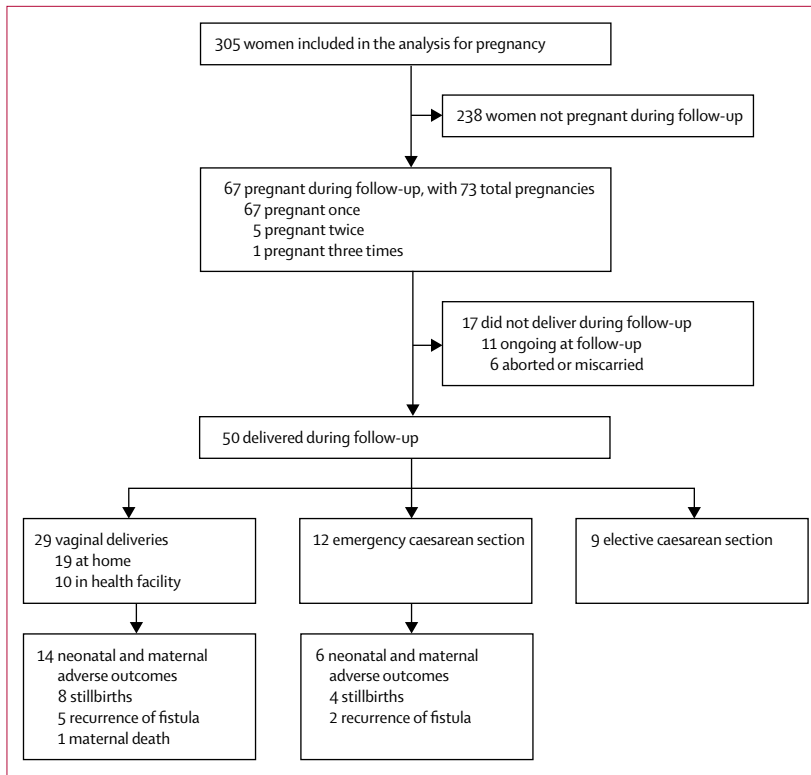 305 women included in the analysis for pregnancy
238 women not pregnant during follow-up
67 pregnant during follow-up, with 73 total pregnancies
67 pregnant once
5 pregnant twice
1 pregnant three times
17 did not deliver during follow-up
11 ongoing at follow-up
6 aborted or miscarried
50 delivered during follow-up
29 vaginal deliveries
19 at home
10 in health facility
12 emergency caesarean section
9 elective caesarean section
14 neonatal and maternal
adverse outcomes
8 stillbirths
5 recurrence of fistula
1 maternal death
6 neonatal and maternal
adverse outcomes
4 stillbirths
2 recurrence of fistula